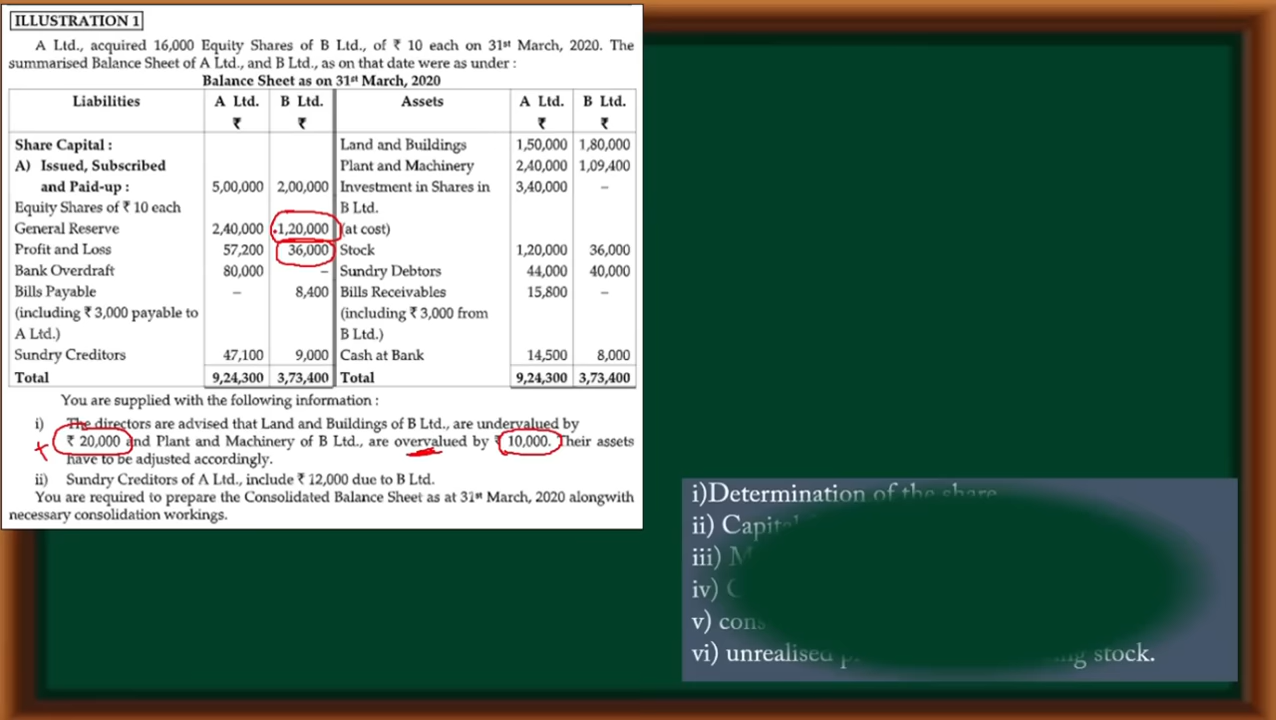 ILLUSTRATION 1
A Ltd., acquired 16,000 Equity Shares of B Ltd., of ₹ 10 each on 31st March, 2020. The
summarised Balance Sheet of A Ltd., and B Ltd., as on that date were as under :
Balance Sheet as on 31st March, 2020
Liabilities A Ltd. B Ltd. Assets A Ltd. B Ltd.
₹ ₹ ₹ ₹
Share Capital : Land and Buildings 1,50,000 1,80,000
A) Issued, Subscribed Plant and Machinery 2,40,000 1,09,400
and Paid-up : 5,00,000 2,00,000 Investment in Shares in 3,40,000 –
Equity Shares of ₹ 10 each B Ltd.
General Reserve 2,40,000 1,20,000 (at cost)
Profit and Loss 57,200 36,000 Stock 1,20,000 36,000
Bank Overdraft 80,000 – Sundry Debtors 44,000 40,000
Bills Payable – 8,400 Bills Receivables 15,800 –
(including ₹ 3,000 payable to (including ₹ 3,000 from
A Ltd.) B Ltd.)
Sundry Creditors 47,100 9,000 Cash at Bank 14,500 8,000
Total 9,24,300 3,73,400 Total 9,24,300 3,73,400
You are supplied with the following information :
i) The directors are advised that Land and Buildings of B Ltd., are undervalued by
+ ₹ 20,000 and Plant and Machinery of B Ltd., are overvalued by ₹ 10,000. Their assets
have to be adjusted accordingly.
ii) Sundry Creditors of A Ltd., include ₹ 12,000 due to B Ltd.
You are required to prepare the Consolidated Balance Sheet as at 31st March, 2020 alongwith
necessary consolidation workings.
i)Determination of the share
ii)
iii)
iv)
v)
vi) unrealised stock.